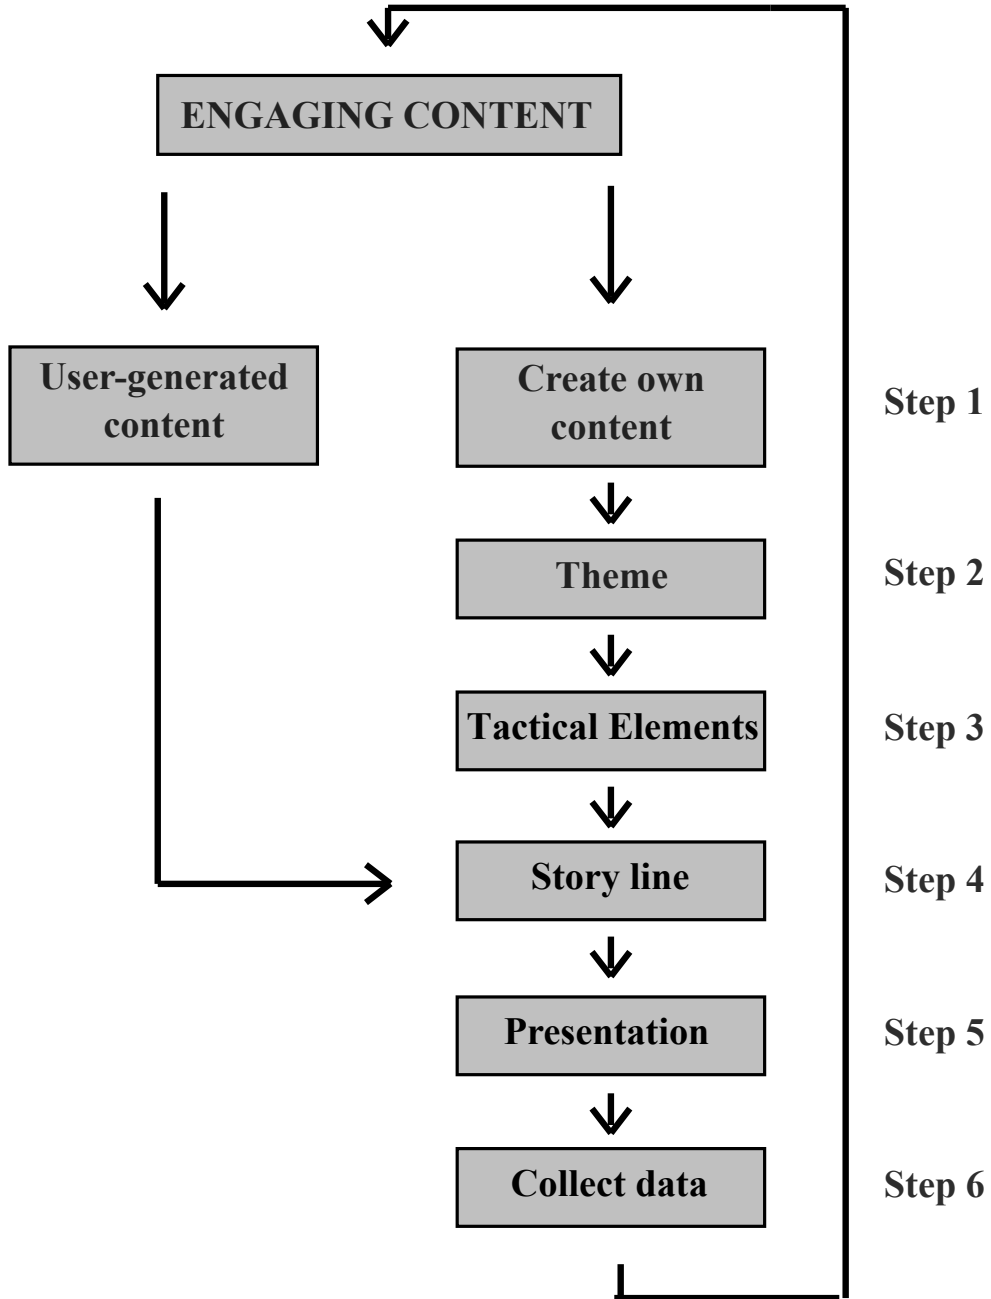 ENGAGING CONTENT
User-generated
content
Create own
content
Step 1
Theme
Step 2
Tactical Elements
Step 3
Story line
Step 4
Presentation
Step 5
Collect data
Step 6